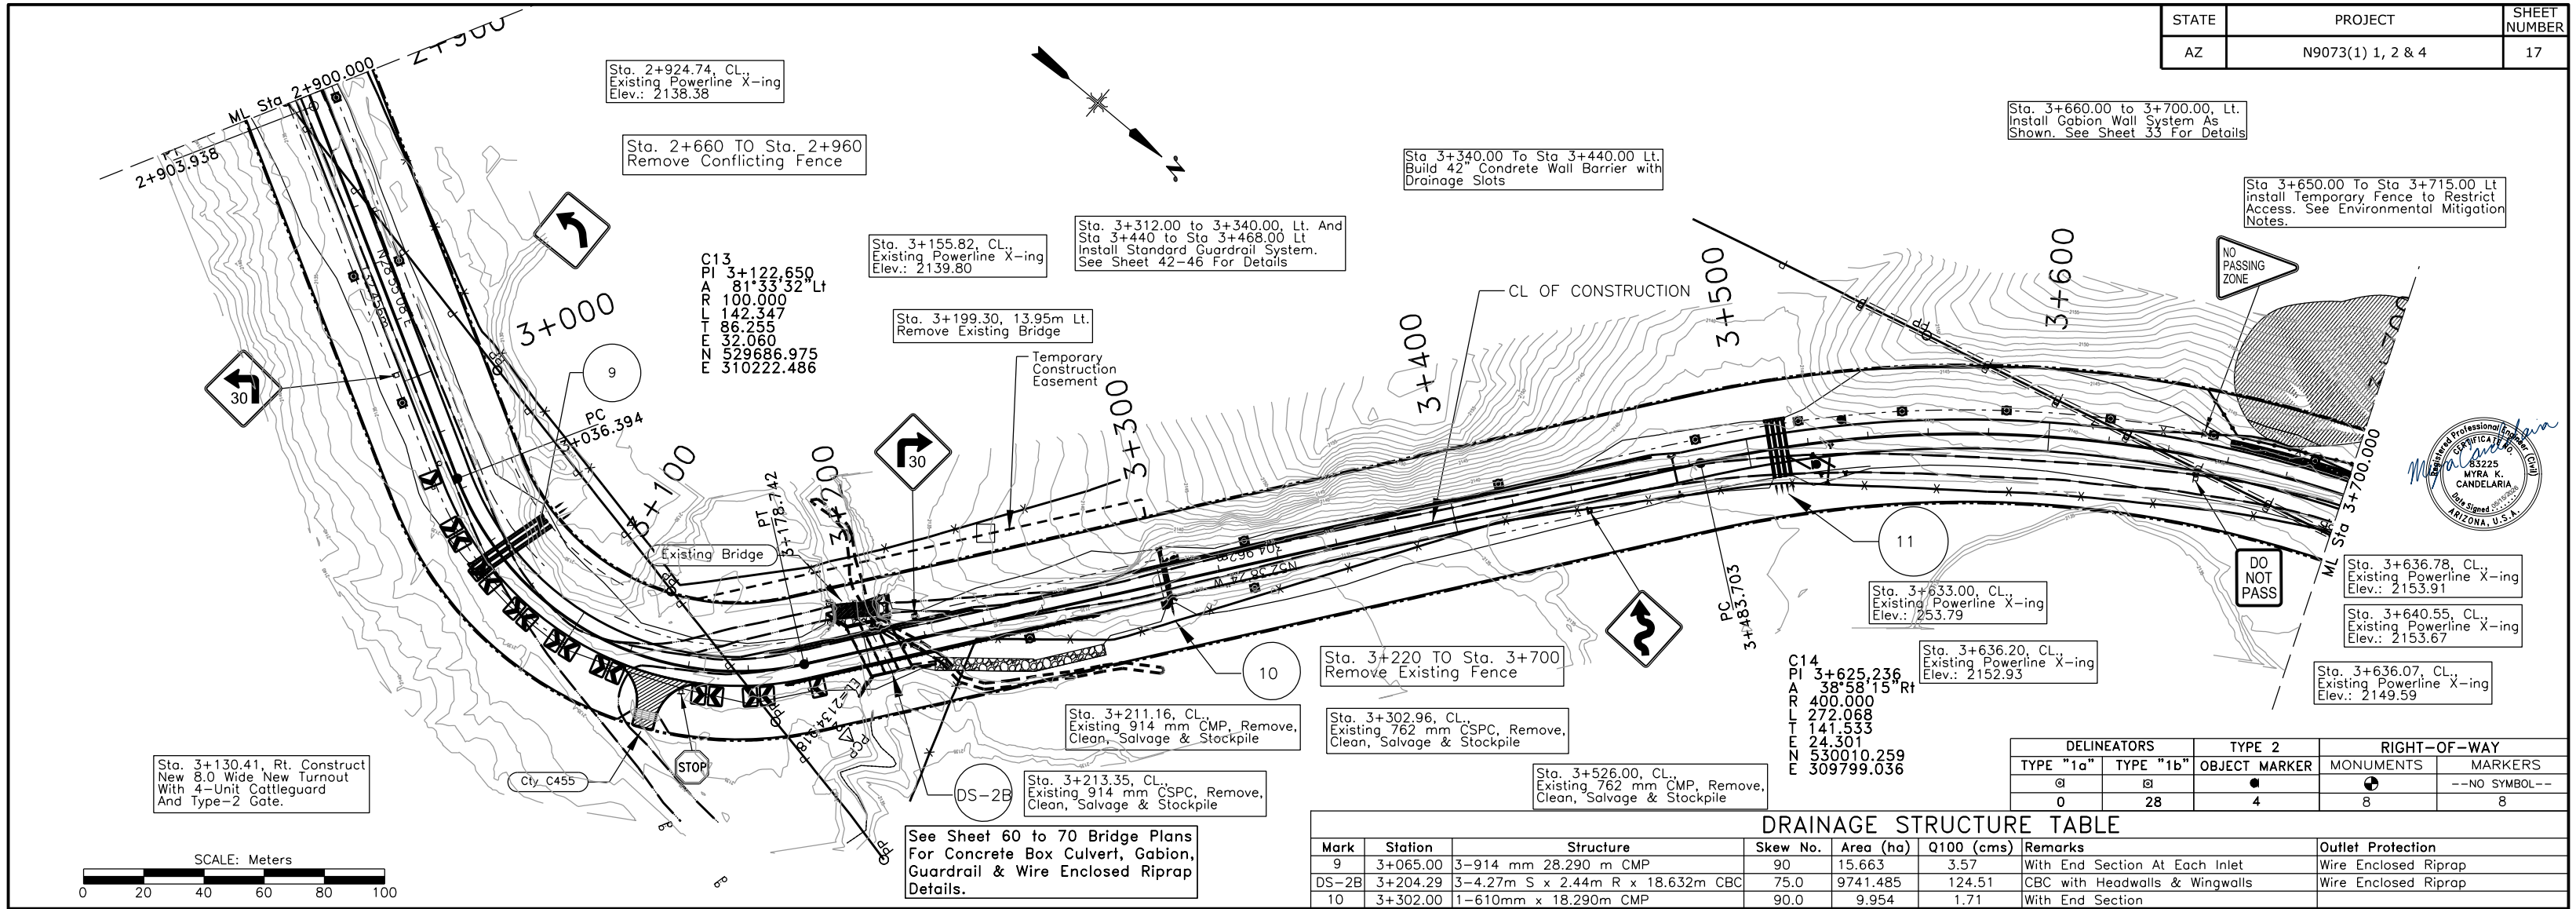 STATE PROJECT SHEET NUMBER
AZ N9073(1) 1, 2 & 4 17
2+900
ML Sta 2+900.000
PT
2+903.938
Sta. 2+924.74, CL.,
Existing Powerline X-ing
Elev.: 2138.38
Sta. 2+660 TO Sta. 2+960
Remove Conflicting Fence
N
Sta. 3+660.00 to 3+700.00, Lt.
Install Gabion Wall System As
Shown. See Sheet 33 For Details
Sta 3+340.00 To Sta 3+440.00 Lt.
Build 42" Condrete Wall Barrier with
Drainage Slots
Sta 3+650.00 To Sta 3+715.00 Lt
install Temporary Fence to Restrict
Access. See Environmental Mitigation
Notes.
Sta. 3+312.00 to 3+340.00, Lt. And
Sta 3+440 to Sta 3+468.00 Lt
Install Standard Guardrail System.
See Sheet 42-46 For Details
Sta. 3+155.82, CL.,
Existing Powerline X-ing
Elev.: 2139.80
C13
PI 3+122.650
A 81°33'32"Lt
R 100.000
L 142.347
T 86.255
E 32.060
N 529686.975
E 310222.486
Sta. 3+199.30, 13.95m Lt.
Remove Existing Bridge
Temporary
Construction
Easement
CL OF CONSTRUCTION
NO
PASSING
ZONE
3+000
3+100
3+200
3+300
3+400
3+500
3+600
30
9
PC
3+036.394
PT
3+178.742
30
Existing Bridge
304.962m
N52°38'24"W
PC
3+483.703
11
10
DS-2B
EL=2134.918
PCP
STOP
Cty C455
DO
NOT
PASS
ML Sta 3+700.00
Registered Professional Engineer (Civil)
CERTIFICATE NO.
83225
MYRA K.
CANDELARIA
Date Signed
ARIZONA, U.S.A.
Sta. 3+633.00, CL.,
Existing Powerline X-ing
Elev.: 253.79
Sta. 3+636.20, CL.,
Existing Powerline X-ing
Elev.: 2152.93
Sta. 3+636.78, CL.,
Existing Powerline X-ing
Elev.: 2153.91
Sta. 3+640.55, CL.,
Existing Powerline X-ing
Elev.: 2153.67
Sta. 3+636.07, CL.,
Existing Powerline X-ing
Elev.: 2149.59
Sta. 3+220 TO Sta. 3+700
Remove Existing Fence
C14
PI 3+625.236
A 38°58'15"Rt
R 400.000
L 272.068
T 141.533
E 24.301
N 530010.259
E 309799.036
Sta. 3+211.16, CL.,
Existing 914 mm CMP, Remove,
Clean, Salvage & Stockpile
Sta. 3+302.96, CL.,
Existing 762 mm CSPC, Remove,
Clean, Salvage & Stockpile
Sta. 3+213.35, CL.,
Existing 914 mm CSPC, Remove,
Clean, Salvage & Stockpile
Sta. 3+526.00, CL.,
Existing 762 mm CMP, Remove,
Clean, Salvage & Stockpile
Sta. 3+130.41, Rt. Construct
New 8.0 Wide New Turnout
With 4-Unit Cattleguard
And Type-2 Gate.
See Sheet 60 to 70 Bridge Plans
For Concrete Box Culvert, Gabion,
Guardrail & Wire Enclosed Riprap
Details.
SCALE: Meters
0 20 40 60 80 100
DELINEATORS TYPE 2 RIGHT-OF-WAY
TYPE "1a" TYPE "1b" OBJECT MARKER MONUMENTS MARKERS
--NO SYMBOL--
0 28 4 8 8
DRAINAGE STRUCTURE TABLE
Mark Station Structure Skew No. Area (ha) Q100 (cms) Remarks Outlet Protection
9 3+065.00 3-914 mm 28.290 m CMP 90 15.663 3.57 With End Section At Each Inlet Wire Enclosed Riprap
DS-2B 3+204.29 3-4.27m S x 2.44m R x 18.632m CBC 75.0 9741.485 124.51 CBC with Headwalls & Wingwalls Wire Enclosed Riprap
10 3+302.00 1-610mm x 18.290m CMP 90.0 9.954 1.71 With End Section